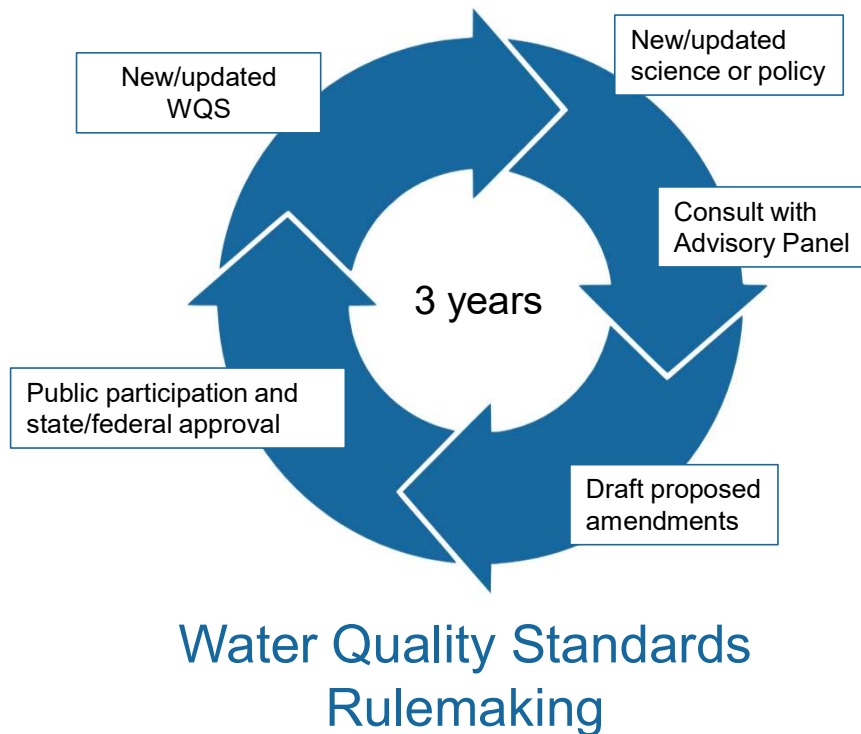 New/updated
science or policy
New/updated
WQS
Consult with
Advisory Panel
3 years
Public participation and
state/federal approval
Draft proposed
amendments
Water Quality Standards
Rulemaking